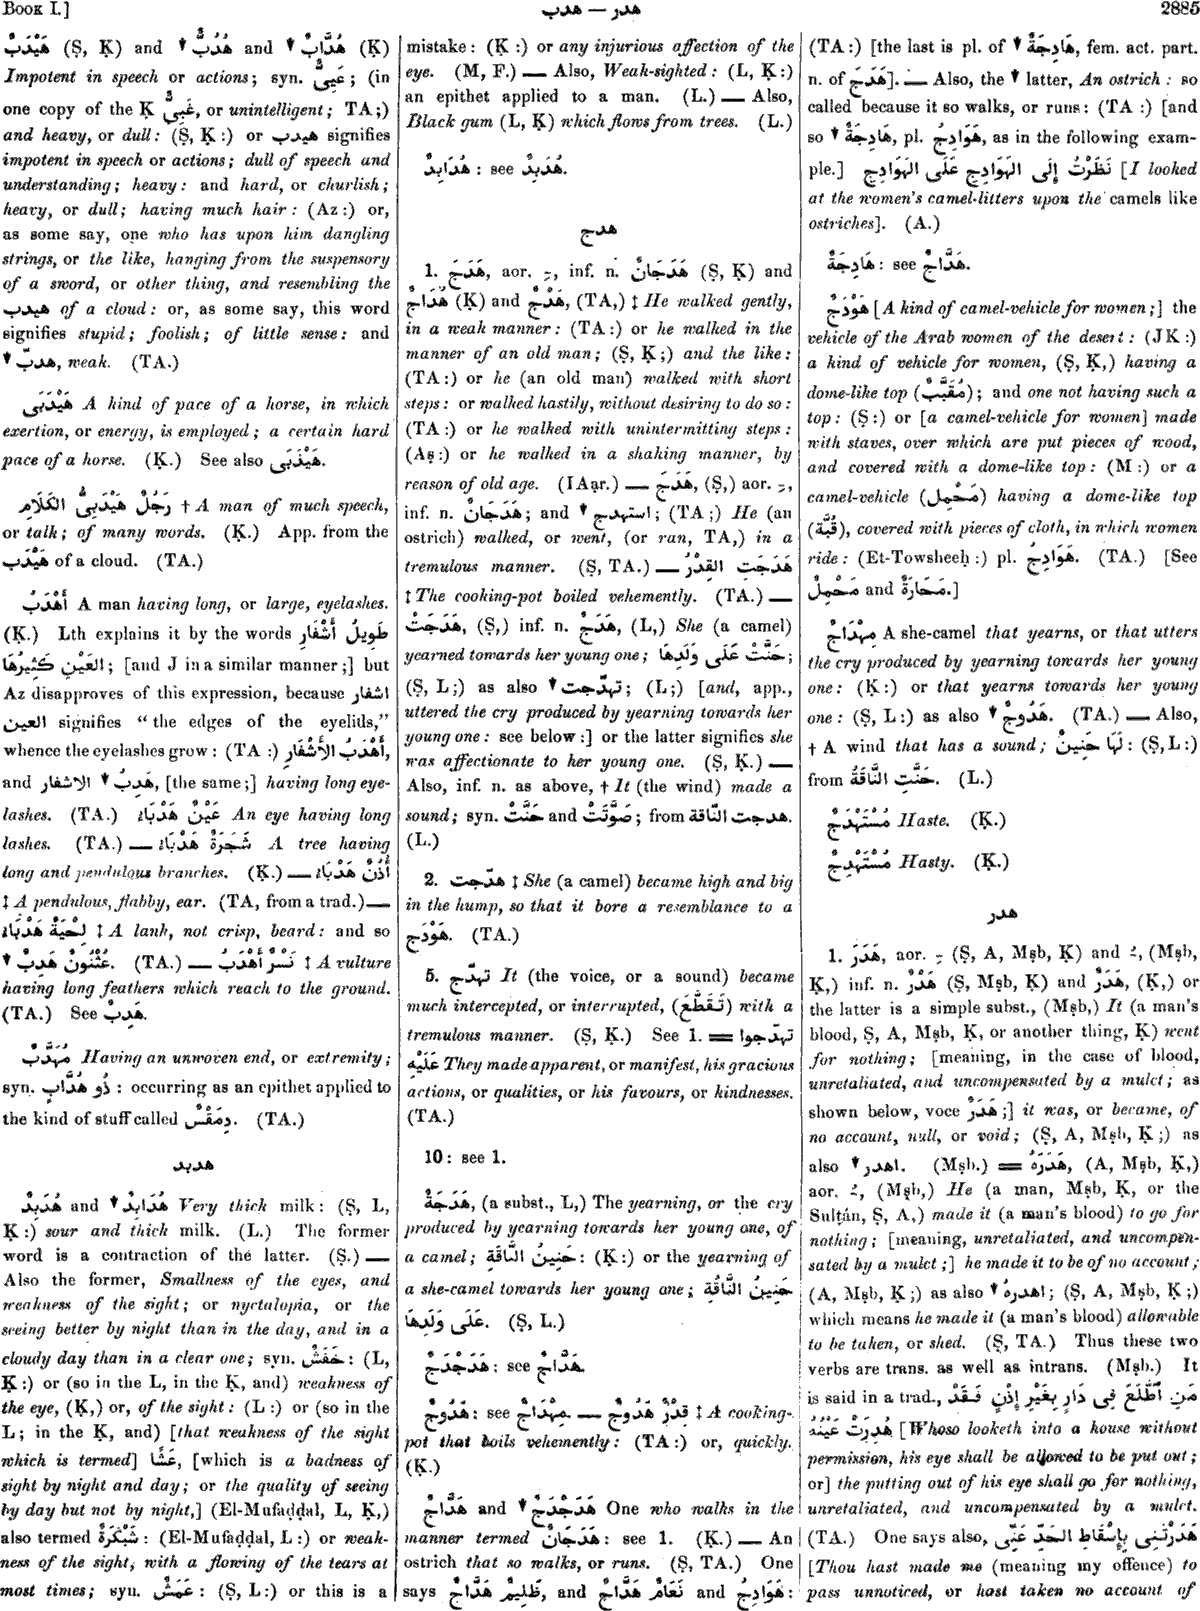 BOOK I.]
هدب — هدر
2885
هَيْدَبٌّ (Ṣ, Ḳ) and ▼ هُدُبٌّ and ▼ هُدَّابٌ (Ḳ)
Impotent in speech or actions; syn. عَيِىٌّ; (in
one copy of the Ḳ غَبِىٌّ, or unintelligent; TA;)
and heavy, or dull: (Ṣ, Ḳ:) or هيدب signifies
impotent in speech or actions; dull of speech and
understanding; heavy: and hard, or churlish;
heavy, or dull; having much hair: (Az:) or,
as some say, one who has upon him dangling
strings, or the like, hanging from the suspensory
of a sword, or other thing, and resembling the
هيدب of a cloud: or, as some say, this word
signifies stupid; foolish; of little sense: and
▼ هدبّ, weak. (TA.)
هَيْدَبَى A kind of pace of a horse, in which
exertion, or energy, is employed; a certain hard
pace of a horse. (Ḳ.) See also هَيْذَبَى.
رَجُلٌ هَيْدَبِىُّ الكَلَامِ † A man of much speech,
or talk; of many words. (Ḳ.) App. from the
هَيْدَب of a cloud. (TA.)
أَهْدَبُ A man having long, or large, eyelashes.
(Ḳ.) Lth explains it by the words طَوِيلُ أَشْفَارِ
العَيْنِ كَثِيرُهَا; [and J in a similar manner;] but
Az disapproves of this expression, because اشفار
العين signifies “the edges of the eyelids,”
whence the eyelashes grow: (TA:) أَهْدَبُ الأَشْفَارِ,
and هَدِبُ ▼ الاشفار, [the same;] having long eye-
lashes. (TA.) عَيْنٌ هَدْبَاءُ An eye having long
lashes. (TA.) — شَجَرَةٌ هَدْبَاءُ A tree having
long and pendulous branches. (Ḳ.) — أُذُنٌ هَدْبَاءُ
‡ A pendulous, flabby, ear. (TA, from a trad.) —
لِحْيَةٌ هَدْبَاءُ ‡ A lank, not crisp, beard: and so
▼ عُثْنُونٌ هَدِبٌ. (TA.) — نَسْرٌ أَهْدَبُ ‡ A vulture
having long feathers which reach to the ground.
(TA.) See هَدِبٌ.
مُهَدَّبٌ Having an unwoven end, or extremity;
syn. ذُو هُدَّابٍ: occurring as an epithet applied to
the kind of stuff called دِمَقْسٌ. (TA.)
هدبد
هُدَبِدٌ and ▼ هُدَابِدٌ Very thick milk: (Ṣ, L,
Ḳ:) sour and thick milk. (L.) The former
word is a contraction of the latter. (Ṣ.) —
Also the former, Smallness of the eyes, and
weakness of the sight; or nyctalopia, or the
seeing better by night than in the day, and in a
cloudy day than in a clear one; syn. خَفَشٌ: (L,
Ḳ:) or (so in the L, in the Ḳ, and) weakness of
the eye, (Ḳ,) or, of the sight: (L:) or (so in the
L; in the Ḳ, and) [that weakness of the sight
which is termed] عَشًا, [which is a badness of
sight by night and day; or the quality of seeing
by day but not by night,] (El-Mufaḍḍal, L, Ḳ,)
also termed شَبْكَرَةٌ: (El-Mufaḍḍal, L:) or weak-
ness of the sight, with a flowing of the tears at
most times; syn. عَمَشٌ: (Ṣ, L:) or this is a
mistake: (Ḳ:) or any injurious affection of the
eye. (M, F.) — Also, Weak-sighted: (L, Ḳ:)
an epithet applied to a man. (L.) — Also,
Black gum (L, Ḳ) which flows from trees. (L.)
هُدَابِدٌ: see هُدَبِدٌ.
هدج
1. هَدَجَ, aor. ـِ, inf. n. هَدَجَانٌ (Ṣ, Ḳ) and
هُدَاجٌ (Ḳ) and هَدْجٌ, (TA,) ‡ He walked gently,
in a weak manner: (TA:) or he walked in the
manner of an old man; (Ṣ, Ḳ;) and the like:
(TA:) or he (an old man) walked with short
steps: or walked hastily, without desiring to do so:
(TA:) or he walked with unintermitting steps:
(Aṣ:) or he walked in a shaking manner, by
reason of old age. (IAar.) — هَدَجَ, (Ṣ,) aor. ـِ,
inf. n. هَدَجَانٌ; and ▼ استهدج; (TA;) He (an
ostrich) walked, or went, (or ran, TA,) in a
tremulous manner. (Ṣ, TA.) — هَدَجَتِ القِدْرُ
‡ The cooking-pot boiled vehemently. (TA.) —
هَدَجَتْ, (Ṣ,) inf. n. هَدَجٌ, (L,) She (a camel)
yearned towards her young one; حَنَّتْ عَلَى وَلَدِهَا;
(Ṣ, L;) as also ▼ تهدّجت; (L;) [and, app.,
uttered the cry produced by yearning towards her
young one: see below:] or the latter signifies she
was affectionate to her young one. (Ṣ, Ḳ.) —
Also, inf. n. as above, † It (the wind) made a
sound; syn. حَنَّتْ and صَوَّتَتْ; from هدجت النّاقة.
(L.)
2. هدّجت ‡ She (a camel) became high and big
in the hump, so that it bore a resemblance to a
هَوْدَج. (TA.)
5. تهدّج It (the voice, or a sound) became
much intercepted, or interrupted, (تَقَطَّعَ) with a
tremulous manner. (Ṣ, Ḳ.) See 1. ═ تهدّجوا
عَلَيْهِ They made apparent, or manifest, his gracious
actions, or qualities, or his favours, or kindnesses.
(TA.)
10: see 1.
هَدَجَةٌ, (a subst., L,) The yearning, or the cry
produced by yearning towards her young one, of
a camel; حَنِينُ النَّاقَةِ: (Ḳ:) or the yearning of
a she-camel towards her young one; حَنِينُ النَّاقَةِ
عَلَى وَلَدِهَا. (Ṣ, L.)
هَدَجْدَجٌ: see هَدَّاجٌ.
هَدُوجٌ: see مِهْدَاجٌ. — قِدْرٌ هَدُوجٌ ‡ A cooking-
pot that boils vehemently: (TA:) or, quickly.
(Ḳ.)
هَدَّاجٌ and ▼ هَدَجْدَجٌ One who walks in the
manner termed هَدَجَانٌ: see 1. (Ḳ.) — An
ostrich that so walks, or runs. (Ṣ, TA.) One
says ظَلِيمٌ هَدَّاجٌ, and نَعَامٌ هَدَّاجٌ and هَوَادِجُ:
(TA:) [the last is pl. of ▼ هَادِجَةٌ, fem. act. part.
n. of هَدَجَ]. — Also, the ▼ latter, An ostrich: so
called because it so walks, or runs: (TA:) [and
so ▼ هَادِجَةٌ, pl. هَوَادِجُ, as in the following exam-
ple.] نَظَرْتُ إِلَى الهَوَادِجِ عَلَى الهَوَادِجِ [I looked
at the women's camel-litters upon the camels like
ostriches]. (A.)
هَادِجَةٌ: see هَدَّاجٌ.
هَوْدَجٌ [A kind of camel-vehicle for women;] the
vehicle of the Arab women of the desert: (JK:)
a kind of vehicle for women, (Ṣ, Ḳ,) having a
dome-like top (مُقَبَّبٌ); and one not having such a
top: (Ṣ:) or [a camel-vehicle for women] made
with staves, over which are put pieces of wood,
and covered with a dome-like top: (M:) or a
camel-vehicle (مَحْمِل) having a dome-like top
(قُبَّة), covered with pieces of cloth, in which women
ride: (Et-Towsheeḥ:) pl. هَوَادِجُ. (TA.) [See
مَحْمِلٌ and مَحَارَةٌ.]
مِهْدَاجٌ A she-camel that yearns, or that utters
the cry produced by yearning towards her young
one: (Ḳ:) or that yearns towards her young
one: (Ṣ, L:) as also ▼ هَدُوجٌ. (TA.) — Also,
† A wind that has a sound; لَهَا حَنِينٌ: (Ṣ, L:)
from حَنَّتِ النَّاقَةُ. (L.)
مُسْتَهْدَجٌ Haste. (Ḳ.)
مُسْتَهْدِجٌ Hasty. (Ḳ.)
هدر
1. هَدَرَ, aor. ـِ (Ṣ, A, Mṣb, Ḳ) and ـُ, (Mṣb,
Ḳ,) inf. n. هَدْرٌ (Ṣ, Mṣb, Ḳ) and هَدَرٌ, (Ḳ,) or
the latter is a simple subst., (Mṣb,) It (a man's
blood, Ṣ, A, Mṣb, Ḳ, or another thing, Ḳ) went
for nothing; [meaning, in the case of blood,
unretaliated, and uncompensated by a mulct; as
shown below, voce هَدَرٌ;] it was, or became, of
no account, null, or void; (Ṣ, A, Mṣb, Ḳ;) as
also ▼ اهدر. (Mṣb.) ═ هَدَرَهُ, (A, Mṣb, Ḳ,)
aor. ـُ, (Mṣb,) He (a man, Mṣb, Ḳ, or the
Sulṭán, Ṣ, A,) made it (a man's blood) to go for
nothing; [meaning, unretaliated, and uncompen-
sated by a mulct;] he made it to be of no account;
(A, Mṣb, Ḳ;) as also ▼ اهدرهُ; (Ṣ, A, Mṣb, Ḳ;)
which means he made it (a man's blood) allowable
to be taken, or shed. (Ṣ, TA.) Thus these two
verbs are trans. as well as intrans. (Mṣb.) It
is said in a trad., مَنِ ٱطَّلَعَ فِى دَارٍ بِغَيْرِ إِذْنٍ فَقَدْ
هُدِرَتْ عَيْنُهُ [Whoso looketh into a house without
permission, his eye shall be allowed to be put out;
or] the putting out of his eye shall go for nothing,
unretaliated, and uncompensated by a mulct.
(TA.) One says also, هَدَرْتَنِى بِإِسْقَاطِ الحَدِّ عَنِّى
[Thou hast made me (meaning my offence) to
pass unnoticed, or hast taken no account of